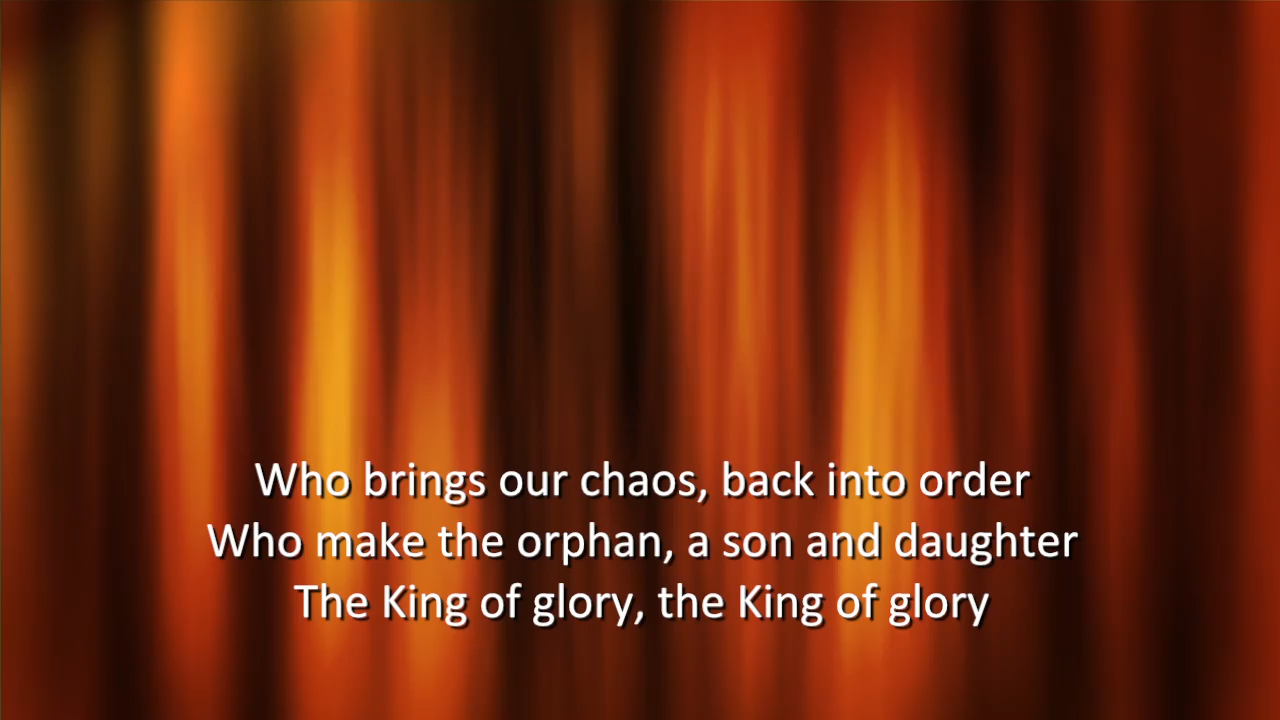 Who brings our chaos, back into order
Who make the orphan, a son and daughter
The King of glory, the King of glory